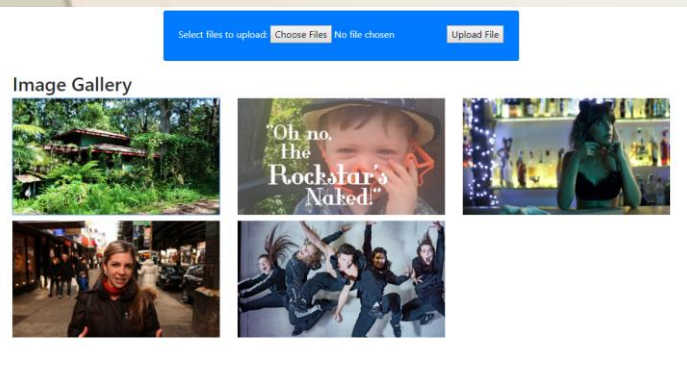 Select files to upload: Choose Files No file chosen Upload File
Image Gallery
"Oh no,
the
Rockstar's
Naked!"